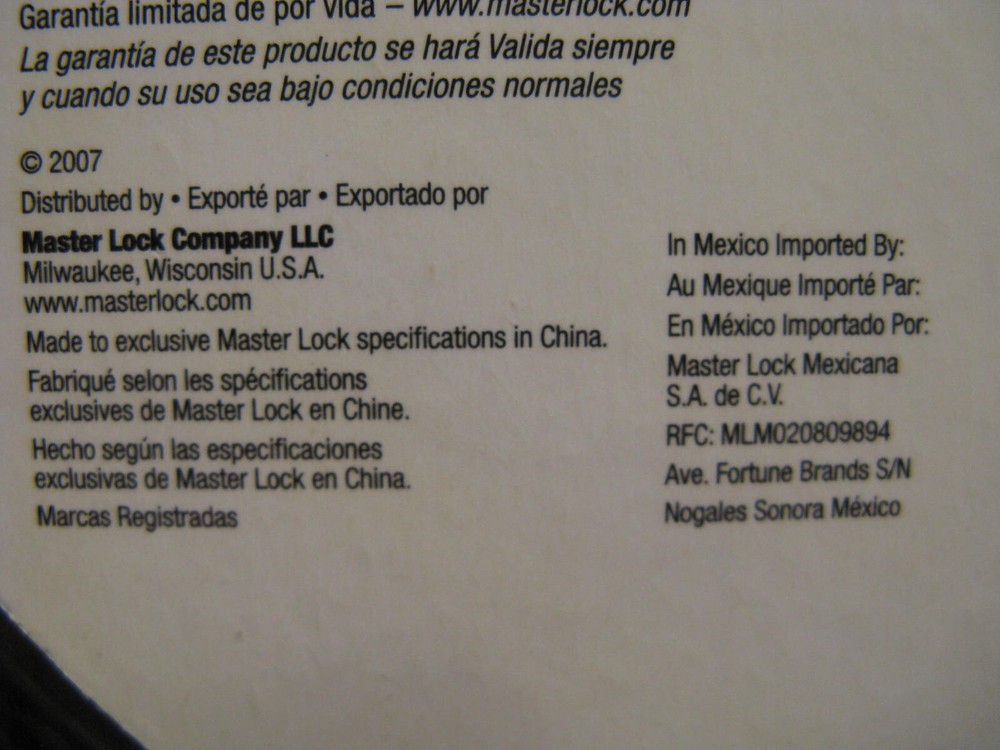 Garantía limitada de por vida – www.masterlock.com
La garantía de este producto se hará Valida siempre
y cuando su uso sea bajo condiciones normales
© 2007
Distributed by • Exporté par • Exportado por
Master Lock Company LLC
Milwaukee, Wisconsin U.S.A.
www.masterlock.com
Made to exclusive Master Lock specifications in China.
Fabriqué selon les spécifications
exclusives de Master Lock en Chine.
Hecho según las especificaciones
exclusivas de Master Lock en China.
Marcas Registradas
In Mexico Imported By:
Au Mexique Importé Par:
En México Importado Por:
Master Lock Mexicana
S.A. de C.V.
RFC: MLM020809894
Ave. Fortune Brands S/N
Nogales Sonora México